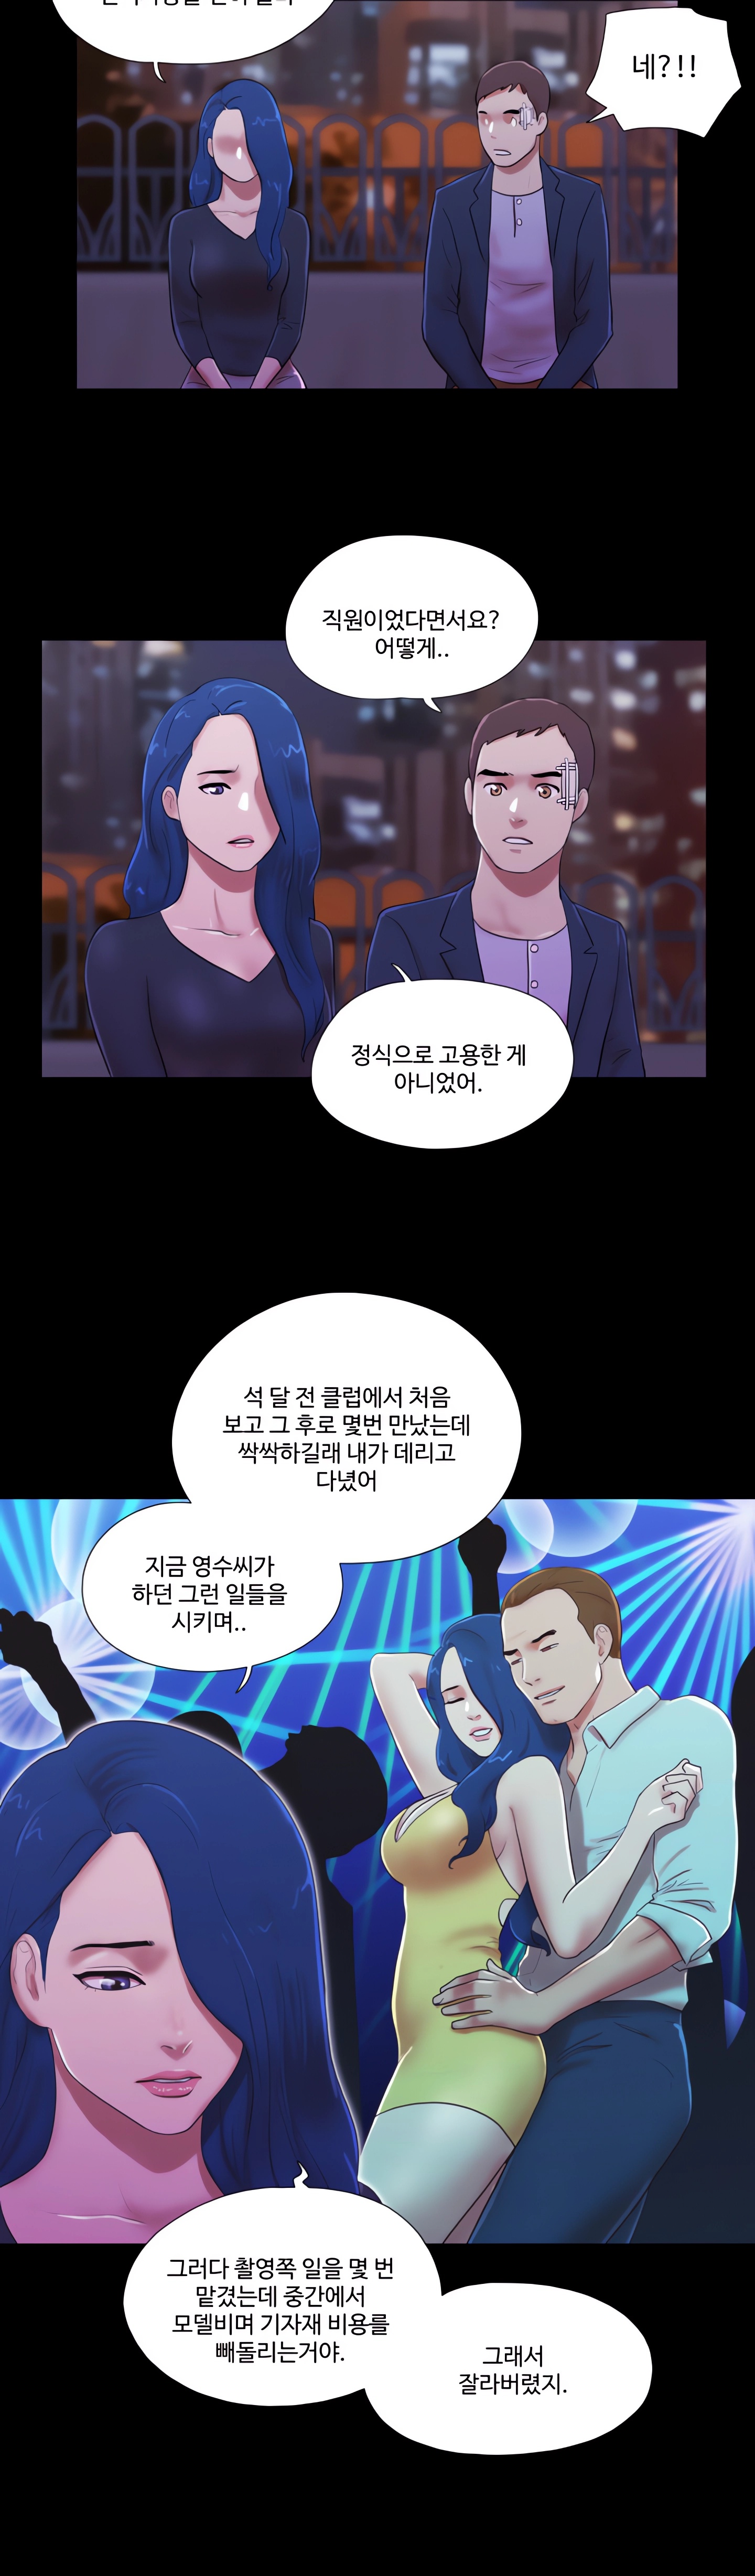 네?!!
직원이었다면서요?
어떻게..
정식으로 고용한 게
아니었어.
석 달 전 클럽에서 처음
보고 그 후로 몇번 만났는데
싹싹하길래 내가 데리고
다녔어
지금 영수씨가
하던 그런 일들을
시키며..
그러다 촬영쪽 일을 몇 번
맡겼는데 중간에서
모델비며 기자재 비용를
빼돌리는거야.
그래서
잘라버렸지.